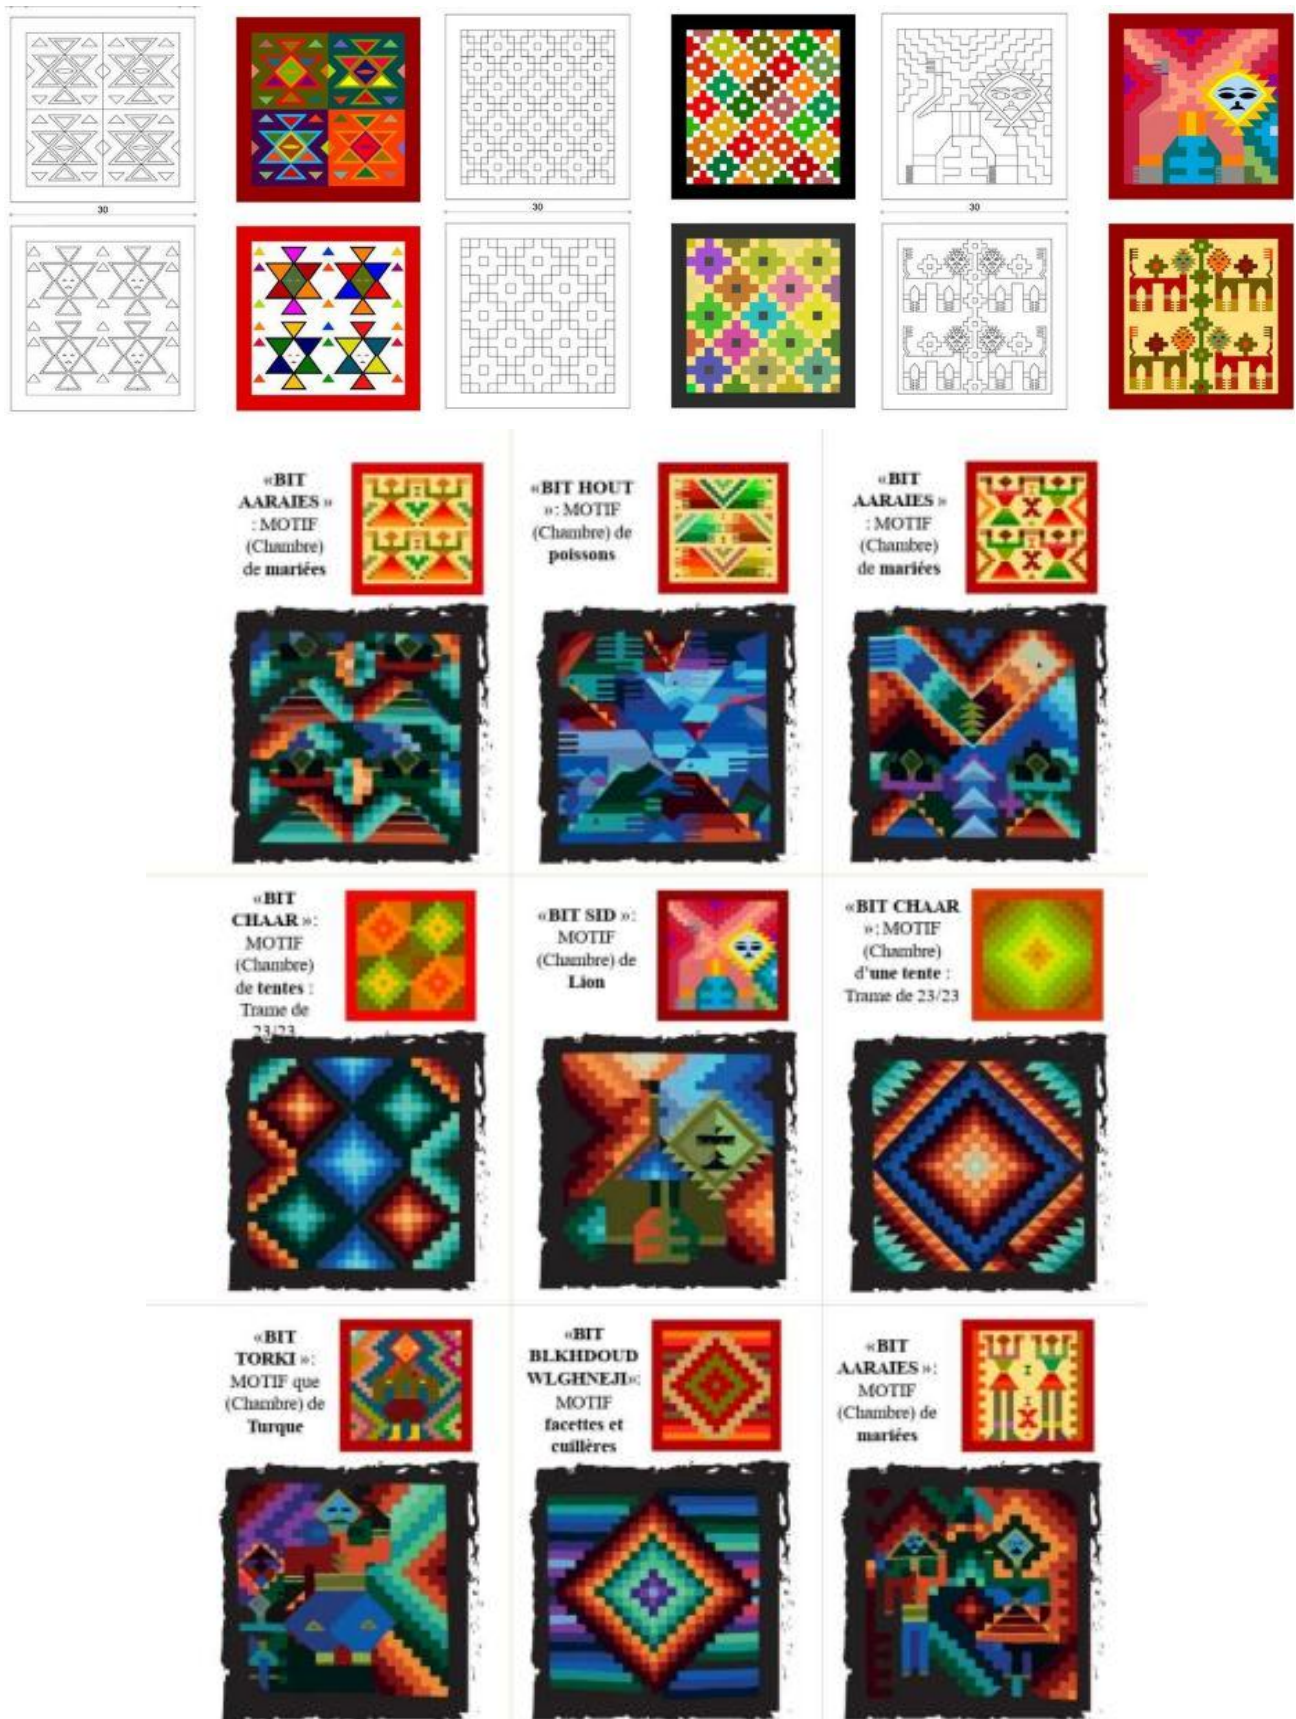 30
30
30
«BIT
AARAIES »
: MOTIF
(Chambre)
de mariées
«BIT HOUT
»: MOTIF
(Chambre) de
poissons
«BIT
AARAIES »
: MOTIF
(Chambre)
de mariées
«BIT
CHAAR »:
MOTIF
(Chambre)
de tentes :
Trame de
23/23
«BIT SID »:
MOTIF
(Chambre) de
Lion
«BIT CHAAR
»: MOTIF
(Chambre)
d'une tente :
Trame de 23/23
«BIT
TORKI »:
MOTIF que
(Chambre) de
Turque
«BIT
BLKHDOUD
WLGHNEJI»:
MOTIF
facettes et
cuillères
«BIT
AARAIES »:
MOTIF
(Chambre) de
mariées